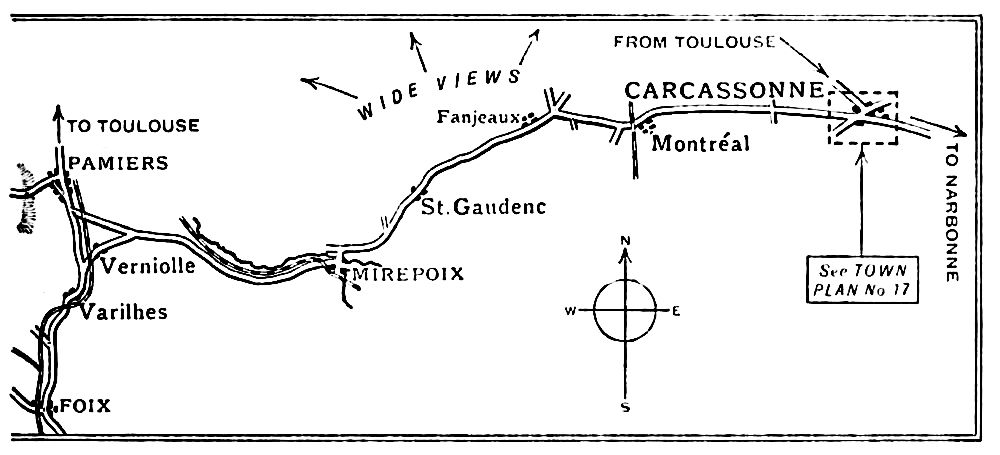 FROM TOULOUSE
WIDE VIEWS
CARCASSONNE
Fanjeaux
TO TOULOUSE
Montréal
PAMIERS
TO NARBONNE
St. Gaudenc
Verniolle
MIREPOIX
See TOWN
PLAN No 17
N
W
E
S
Varilhes
FOIX